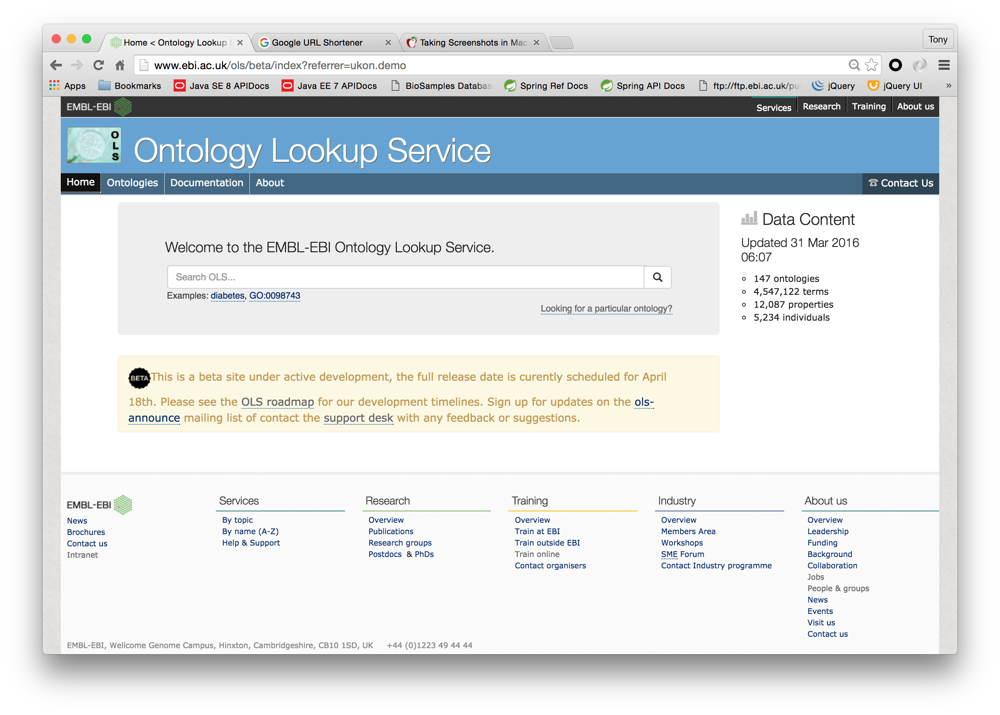 Home < Ontology Lookup
Google URL Shortener
Taking Screenshots in Mac
Tony
www.ebi.ac.uk/ols/beta/index?referrer=ukon.demo
Apps Bookmarks Java SE 8 APIDocs Java EE 7 APIDocs BioSamples Databas Spring Ref Docs Spring API Docs ftp://ftp.ebi.ac.uk/pu jQuery jQuery UI »
EMBL-EBI Services Research Training About us
OLS
Ontology Lookup Service
Home Ontologies Documentation About Contact Us
Welcome to the EMBL-EBI Ontology Lookup Service.
Search OLS...
Examples: diabetes, GO:0098743
Looking for a particular ontology?
Data Content
Updated 31 Mar 2016
06:07
147 ontologies
4,547,122 terms
12,087 properties
5,234 individuals
BETA This is a beta site under active development, the full release date is curently scheduled for April
18th. Please see the OLS roadmap for our development timelines. Sign up for updates on the ols-
announce mailing list of contact the support desk with any feedback or suggestions.
EMBL-EBI
News
Brochures
Contact us
Intranet
Services
By topic
By name (A-Z)
Help & Support
Research
Overview
Publications
Research groups
Postdocs & PhDs
Training
Overview
Train at EBI
Train outside EBI
Train online
Contact organisers
Industry
Overview
Members Area
Workshops
SME Forum
Contact Industry programme
About us
Overview
Leadership
Funding
Background
Collaboration
Jobs
People & groups
News
Events
Visit us
Contact us
EMBL-EBI, Wellcome Genome Campus, Hinxton, Cambridgeshire, CB10 1SD, UK +44 (0)1223 49 44 44